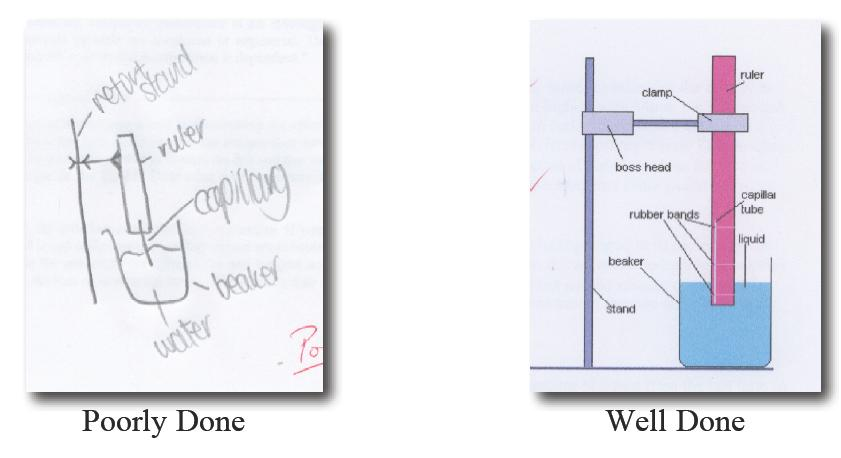 retort
stand
ruler
capillary
beaker
water
Po
Poorly Done
ruler
clamp
boss head
capillar
tube
rubber bands
liquid
beaker
stand
Well Done